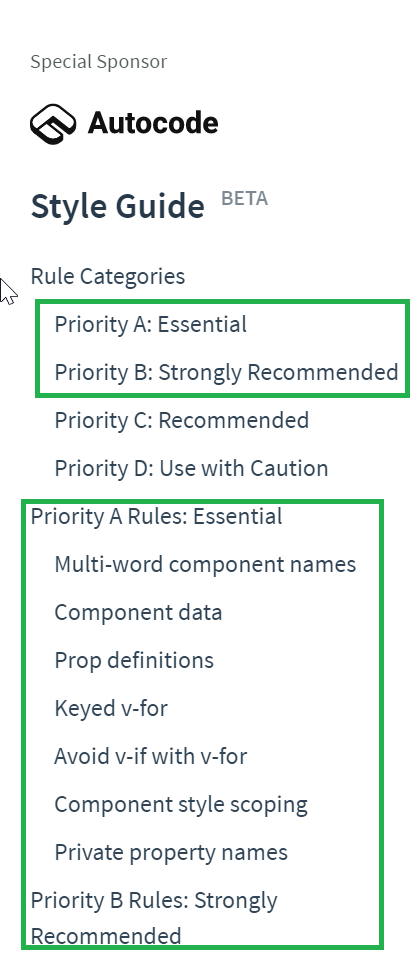 Special Sponsor
Autocode
Style Guide BETA
Rule Categories
Priority A: Essential
Priority B: Strongly Recommended
Priority C: Recommended
Priority D: Use with Caution
Priority A Rules: Essential
Multi-word component names
Component data
Prop definitions
Keyed v-for
Avoid v-if with v-for
Component style scoping
Private property names
Priority B Rules: Strongly
Recommended